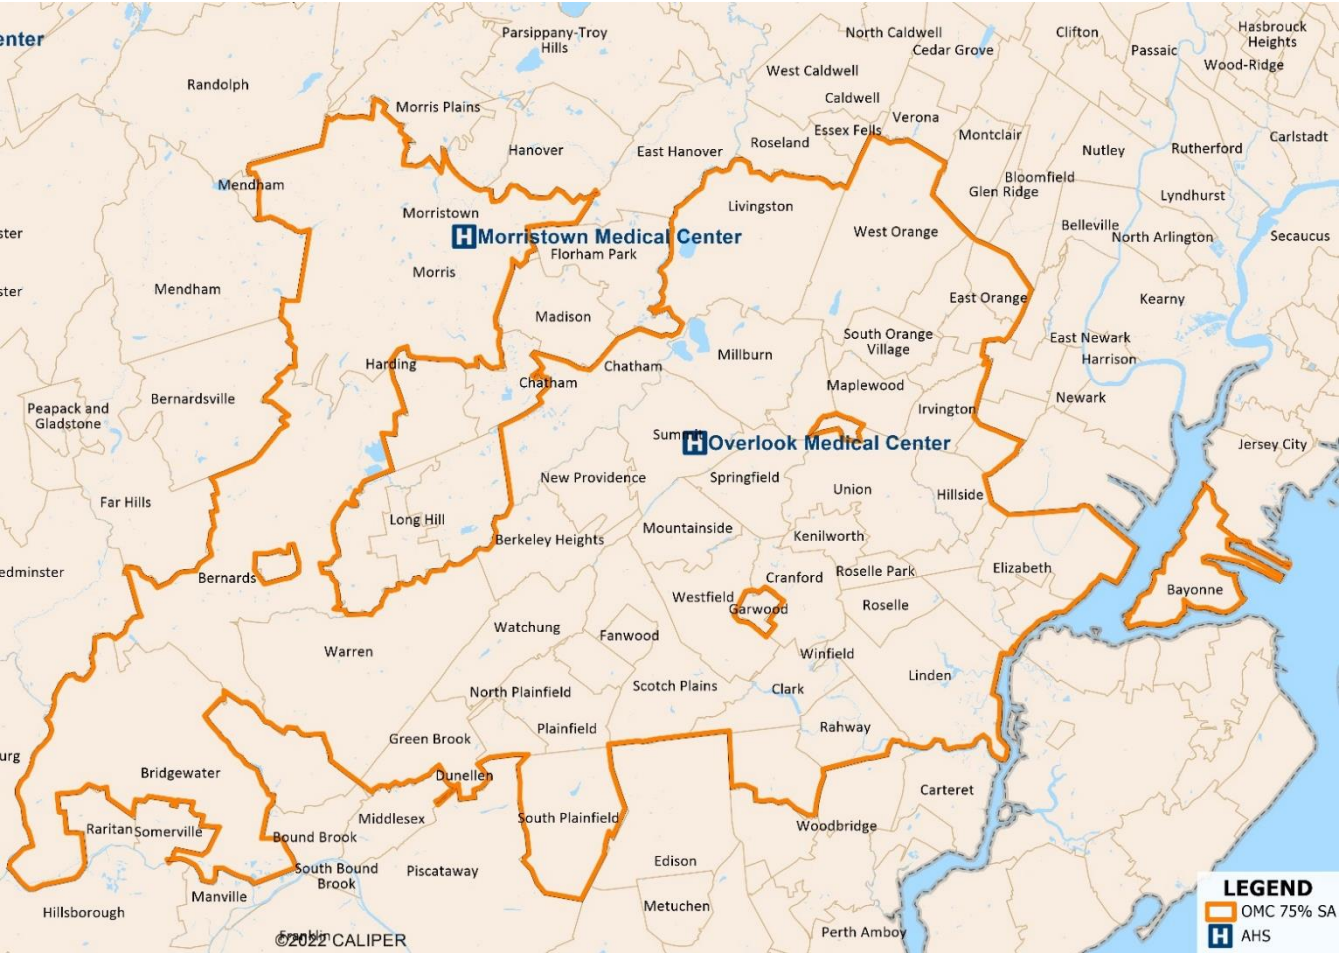 enter
Parsippany-Troy
Hills
North Caldwell
Cedar Grove
Clifton
Passaic
Hasbrouck
Heights
Wood-Ridge
Randolph
West Caldwell
Caldwell
Morris Plains
Verona
Essex Fells
Roseland
Montclair
Carlstadt
Hanover
East Hanover
Nutley
Rutherford
Mendham
Bloomfield
Glen Ridge
Lyndhurst
Morristown
Livingston
Belleville
North Arlington
Secaucus
ster
West Orange
Morristown Medical Center
Florham Park
Morris
Mendham
ster
East Orange
Kearny
Madison
South Orange
Village
East Newark
Harrison
Millburn
Harding
Chatham
Chatham
Maplewood
Newark
Bernardsville
Peapack and
Gladstone
Irvington
Summit
Overlook Medical Center
Jersey City
New Providence
Springfield
Union
Hillside
Far Hills
Long Hill
Mountainside
Kenilworth
Berkeley Heights
edminster
Bernards
Cranford
Roselle Park
Elizabeth
Bayonne
Westfield
Garwood
Roselle
Watchung
Fanwood
Warren
Winfield
Linden
North Plainfield
Scotch Plains
Clark
Plainfield
Rahway
Green Brook
urg
Bridgewater
Dunellen
Carteret
Middlesex
South Plainfield
Woodbridge
Raritan
Somerville
Bound Brook
South Bound
Brook
Piscataway
Edison
Manville
Hillsborough
Metuchen
Perth Amboy
Franklin
©2022 CALIPER
LEGEND
OMC 75% SA
H AHS